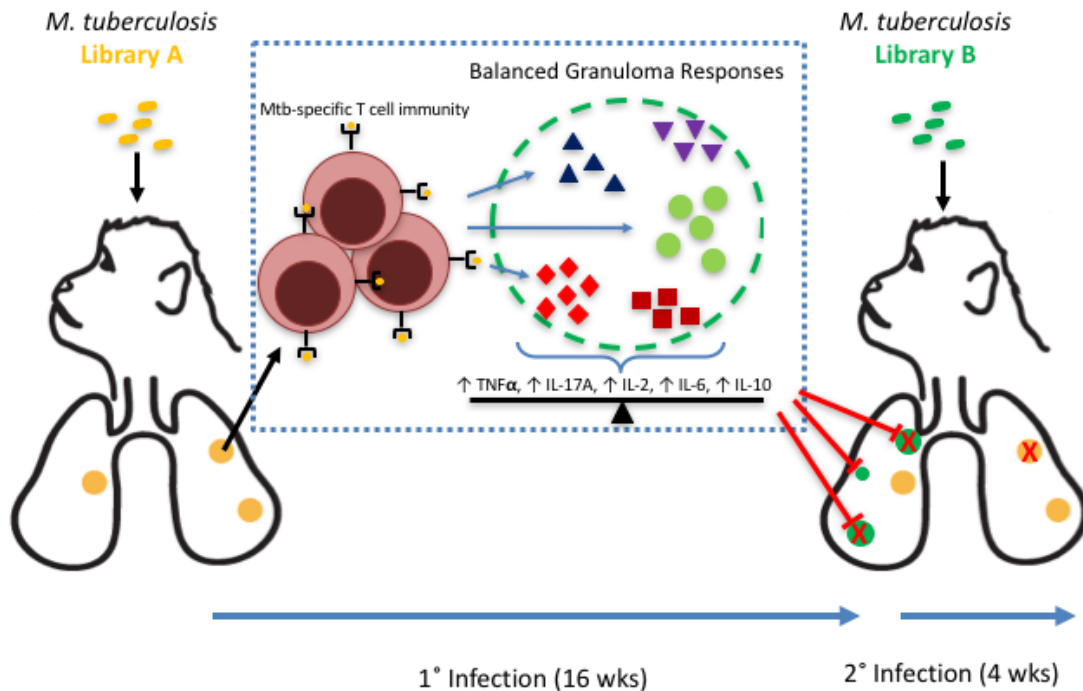 M. tuberculosis
Library A
M. tuberculosis
Library B
Balanced Granuloma Responses
Mtb-specific T cell immunity
↑ TNFα, ↑ IL-17A, ↑ IL-2, ↑ IL-6, ↑ IL-10
X
X
X
1° Infection (16 wks)
2° Infection (4 wks)